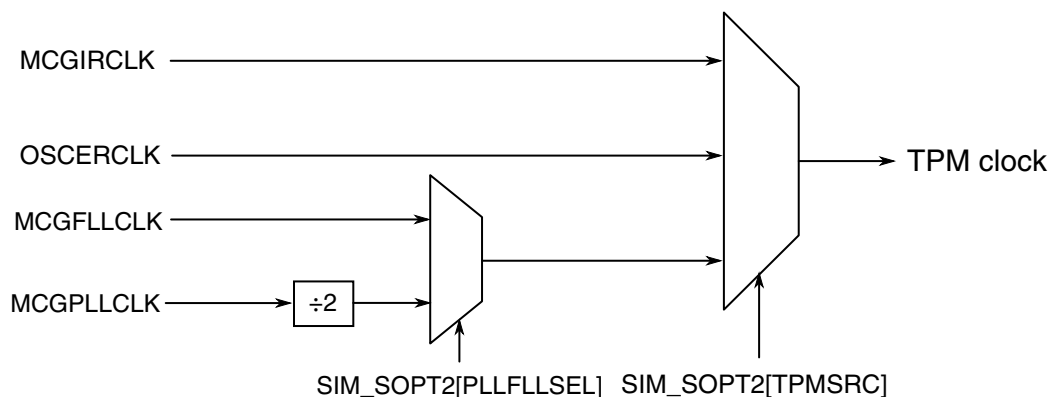 MCGIRCLK
OSCERCLK
TPM clock
MCGFLLCLK
MCGPLLCLK
÷2
SIM_SOPT2[PLLFLLSEL]
SIM_SOPT2[TPMSRC]